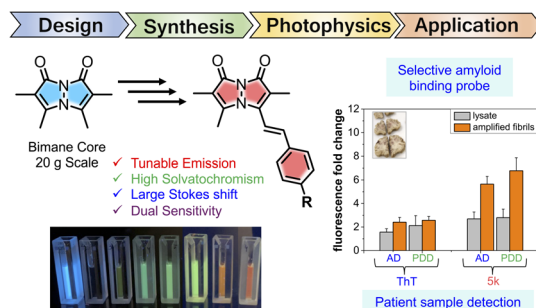 Design
Synthesis
Photophysics
Application
O
O
N
N
Bimane Core
20 g Scale
O
O
N
N
R
✓ Tunable Emission
✓ High Solvatochromism
✓ Large Stokes shift
✓ Dual Sensitivity
Selective amyloid
binding probe
fluorescence fold change
12
10
8
6
4
2
0
lysate
amplified fibrils
AD
PDD
AD
PDD
ThT
5k
Patient sample detection